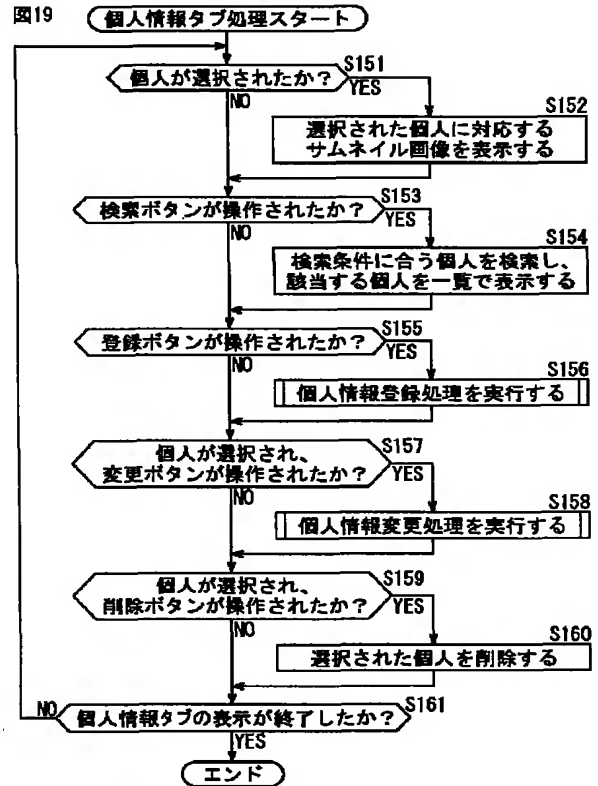 図19
個人情報タブ処理スタート
S151
個人が選択されたか?
YES
NO
S152
選択された個人に対応する
サムネイル画像を表示する
S153
検索ボタンが操作されたか?
YES
NO
S154
検索条件に合う個人を検索し、
該当する個人を一覧で表示する
S155
登録ボタンが操作されたか?
YES
NO
S156
個人情報登録処理を実行する
S157
個人が選択され、
変更ボタンが操作されたか?
YES
NO
S158
個人情報変更処理を実行する
S159
個人が選択され、
削除ボタンが操作されたか?
YES
NO
S160
選択された個人を削除する
S161
NO
個人情報タブの表示が終了したか?
YES
エンド